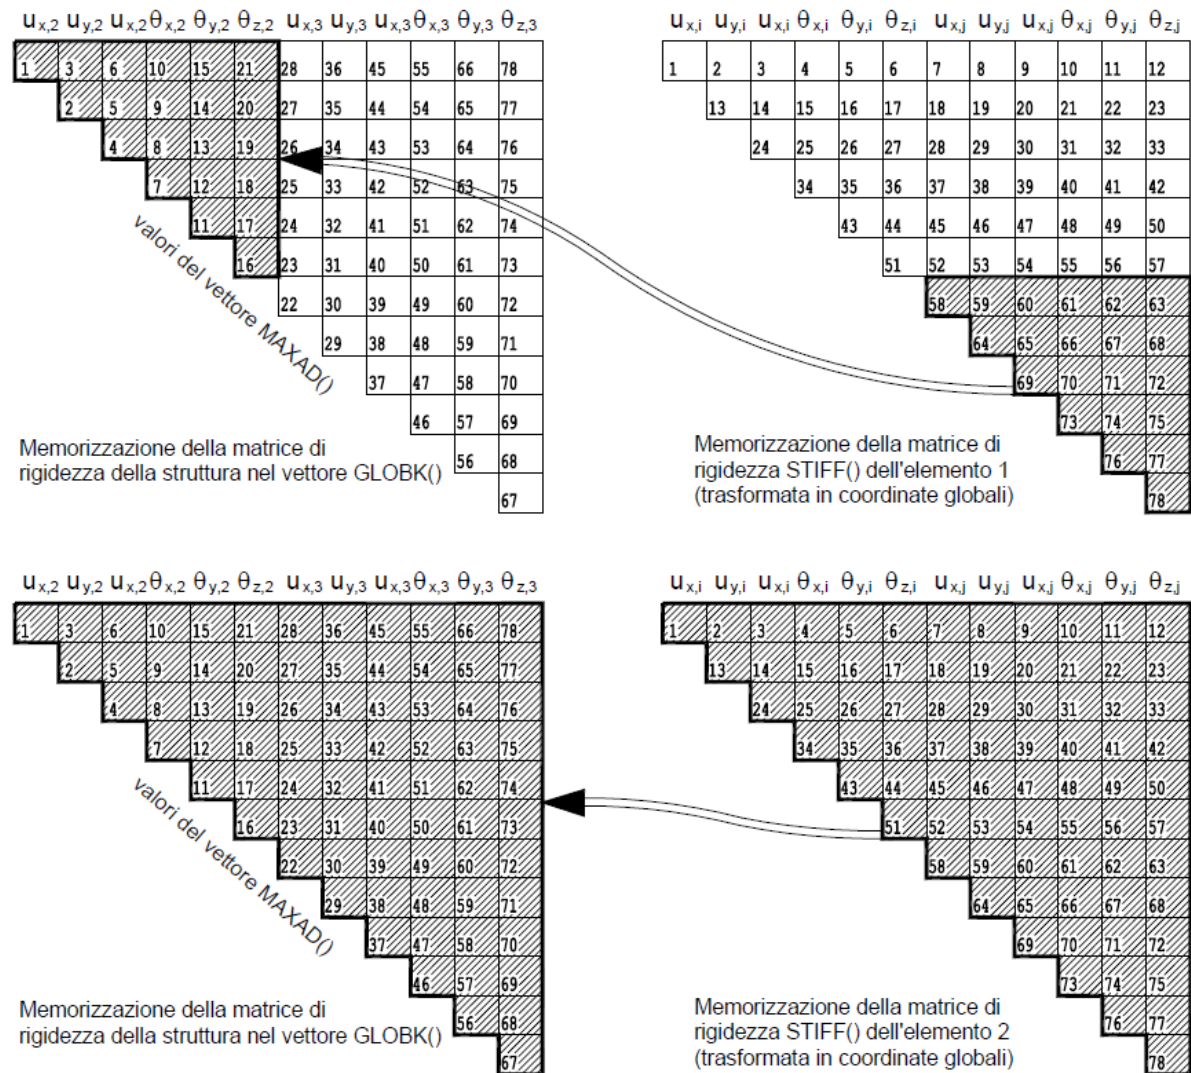 u x,2 u y,2 u x,2 θ x,2 θ y,2 θ z,2 u x,3 u y,3 u x,3 θ x,3 θ y,3 θ z,3
1 3 6 10 15 21 28 36 45 55 66 78
2 5 9 14 20 27 35 44 54 65 77
4 8 13 19 26 34 43 53 64 76
7 12 18 25 33 42 52 63 75
11 17 24 32 41 51 62 74
16 23 31 40 50 61 73
22 30 39 49 60 72
29 38 48 59 71
37 47 58 70
46 57 69
56 68
67
valori del vettore MAXAD()
Memorizzazione della matrice di
rigidezza della struttura nel vettore GLOBK()
u x,i u y,i u x,i θ x,i θ y,i θ z,i u x,j u y,j u x,j θ x,j θ y,j θ z,j
1 2 3 4 5 6 7 8 9 10 11 12
13 14 15 16 17 18 19 20 21 22 23
24 25 26 27 28 29 30 31 32 33
34 35 36 37 38 39 40 41 42
43 44 45 46 47 48 49 50
51 52 53 54 55 56 57
58 59 60 61 62 63
64 65 66 67 68
69 70 71 72
73 74 75
76 77
78
Memorizzazione della matrice di
rigidezza STIFF() dell'elemento 1
(trasformata in coordinate globali)
u x,2 u y,2 u x,2 θ x,2 θ y,2 θ z,2 u x,3 u y,3 u x,3 θ x,3 θ y,3 θ z,3
1 3 6 10 15 21 28 36 45 55 66 78
2 5 9 14 20 27 35 44 54 65 77
4 8 13 19 26 34 43 53 64 76
7 12 18 25 33 42 52 63 75
11 17 24 32 41 51 62 74
16 23 31 40 50 61 73
22 30 39 49 60 72
29 38 48 59 71
37 47 58 70
46 57 69
56 68
67
valori del vettore MAXAD()
Memorizzazione della matrice di
rigidezza della struttura nel vettore GLOBK()
u x,i u y,i u x,i θ x,i θ y,i θ z,i u x,j u y,j u x,j θ x,j θ y,j θ z,j
1 2 3 4 5 6 7 8 9 10 11 12
13 14 15 16 17 18 19 20 21 22 23
24 25 26 27 28 29 30 31 32 33
34 35 36 37 38 39 40 41 42
43 44 45 46 47 48 49 50
51 52 53 54 55 56 57
58 59 60 61 62 63
64 65 66 67 68
69 70 71 72
73 74 75
76 77
78
Memorizzazione della matrice di
rigidezza STIFF() dell'elemento 2
(trasformata in coordinate globali)